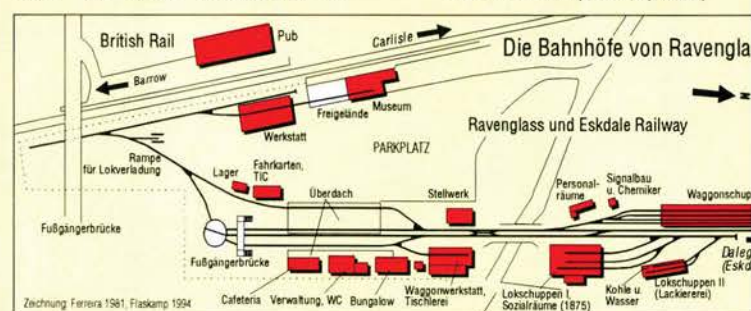 British Rail
Pub
Carlisle
Barrow
Die Bahnhöfe von Ravengla
Museum
Freigelände
Werkstatt
PARKPLATZ
Ravenglass und Eskdale Railway
Rampe
für Lokverladung
Lager
Fahrkarten,
TIC
Überdach
Stellwerk
Personal-
räume
Signalbau
u. Chemiker
Waggonschup
Fußgängerbrücke
Fußgängerbrücke
Cafeteria
Verwaltung, WC
Bungalow
Waggonwerkstatt,
Tischlerei
Lokschuppen I,
Sozialräume (1875)
Kohle u.
Wasser
Lokschuppen II
(Lackiererei)
Daleg
(Eskd
Zeichnung: Ferreira 1981, Flaskamp 1994